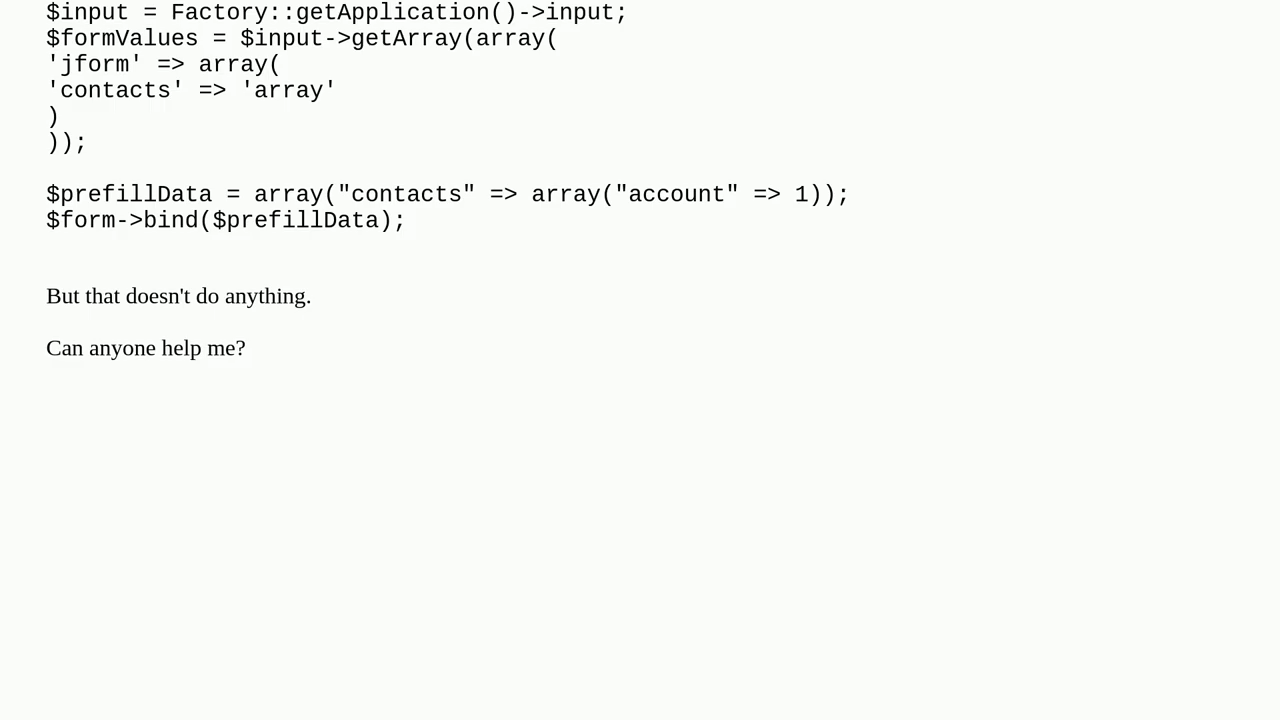 $input = Factory::getApplication()->input;
$formValues = $input->getArray(array(
'jform' => array(
'contacts' => 'array'
)
));
$prefillData = array("contacts" => array("account" => 1));
$form->bind($prefillData);
But that doesn't do anything.
Can anyone help me?